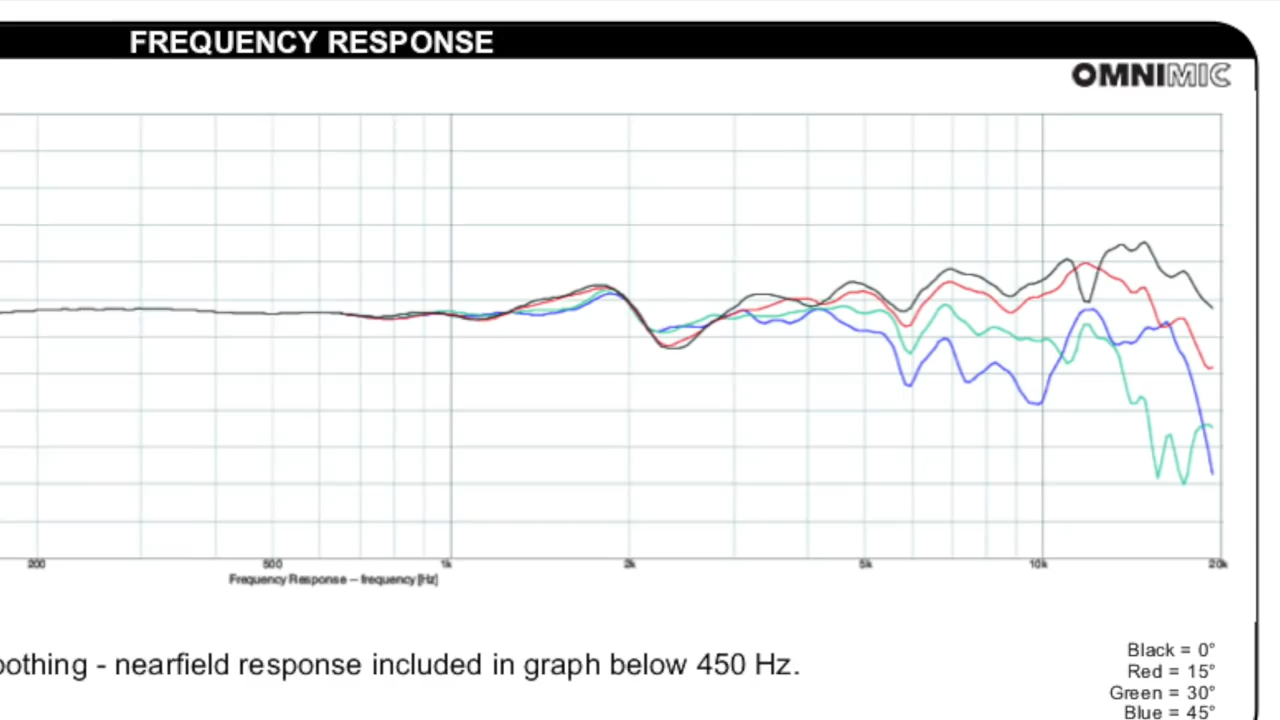 FREQUENCY RESPONSE
OMNIMIC
200 500 1k 2k 5k 10k 20k
Frequency Response – frequency [Hz]
oothing - nearfield response included in graph below 450 Hz.
Black = 0°
Red = 15°
Green = 30°
Blue = 45°